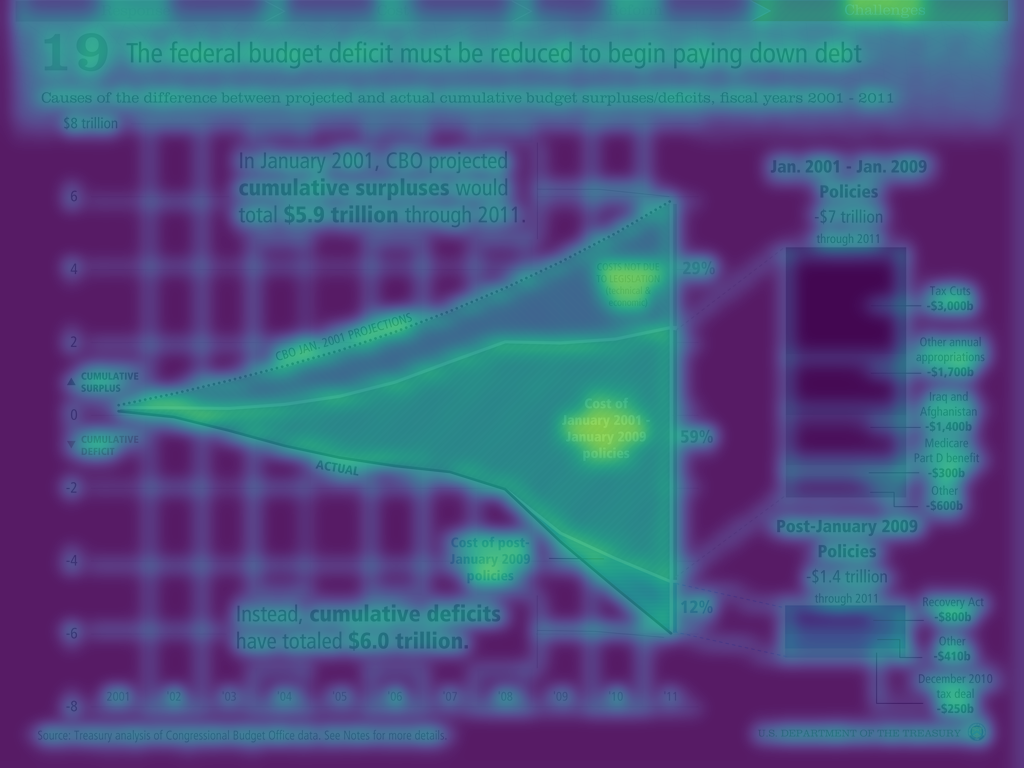 Challenges
19 The federal budget deficit must be reduced to begin paying down debt
Causes of the difference between projected and actual cumulative budget surpluses/deficits, fiscal years 2001 - 2011
$8 trillion
6
4
2
0
-2
-4
-6
-8
▲ CUMULATIVE
SURPLUS
▼ CUMULATIVE
DEFICIT
In January 2001, CBO projected
cumulative surpluses would
total $5.9 trillion through 2011.
CBO JAN. 2001 PROJECTIONS
ACTUAL
29%
Cost of
January 2001 -
January 2009
policies
59%
Cost of post-
January 2009
policies
12%
Instead, cumulative deficits
have totaled $6.0 trillion.
2001 '02 '03 '04 '05 '06 '07 '08 '09 '10 '11
Jan. 2001 - Jan. 2009
Policies
-$7 trillion
through 2011
Tax Cuts
-$3,000b
Other annual
appropriations
-$1,700b
Iraq and
Afghanistan
-$1,400b
Medicare
Part D benefit
-$300b
Other
-$600b
Post-January 2009
Policies
-$1.4 trillion
through 2011
Recovery Act
-$800b
Other
-$410b
December 2010
tax deal
-$250b
Source: Treasury analysis of Congressional Budget Office data. See Notes for more details.
U.S. DEPARTMENT OF THE TREASURY